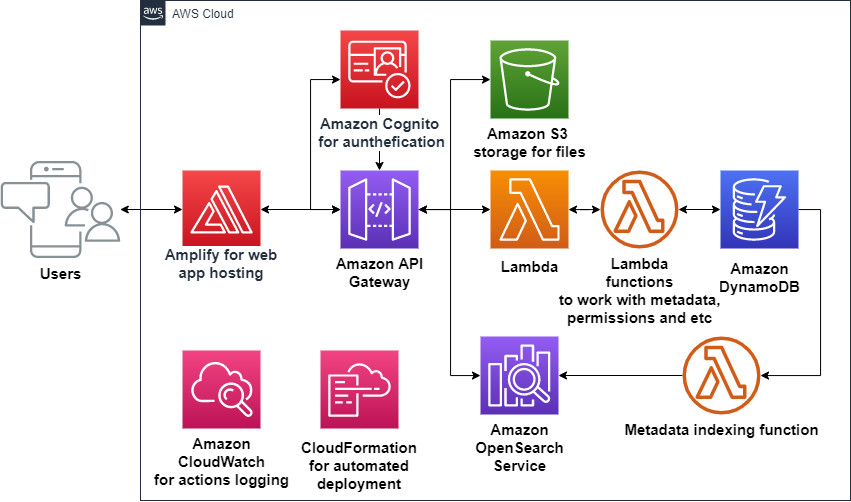 aws
AWS Cloud
Amazon Cognito
for aunthefication
Amazon S3
storage for files
Users
Amplify for web
app hosting
</>
Amazon API
Gateway
Lambda
Lambda
functions
to work with metadata,
permissions and etc
Amazon
DynamoDB
Amazon
CloudWatch
for actions logging
CloudFormation
for automated
deployment
Amazon
OpenSearch
Service
Metadata indexing function